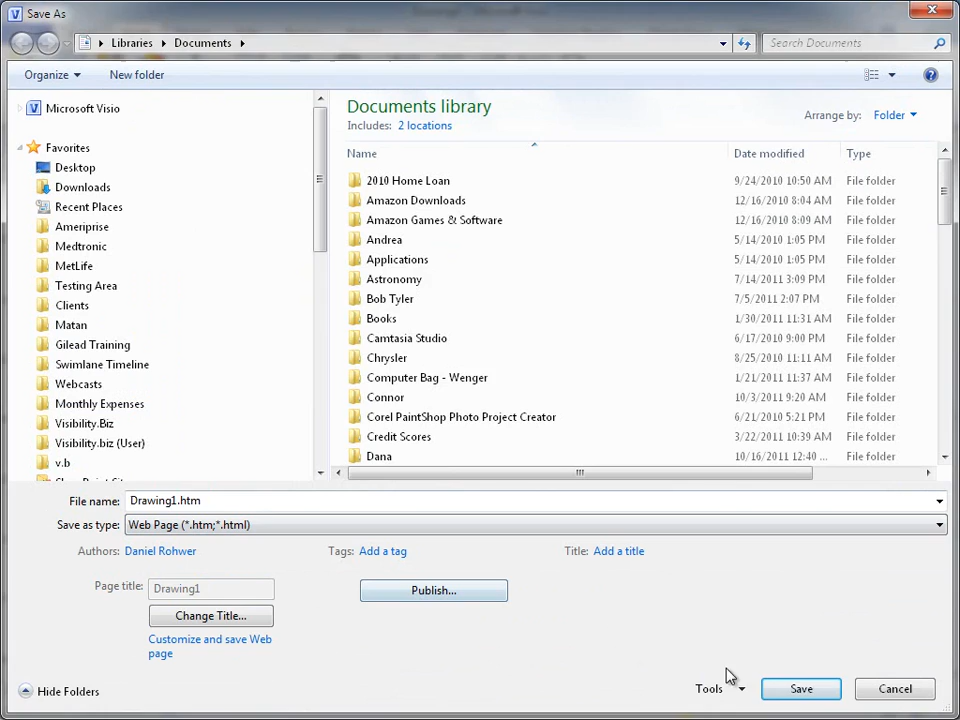 Save As
Libraries
Documents
Search Documents
Organize
New folder
Microsoft Visio
Favorites
Desktop
Downloads
Recent Places
Ameriprise
Medtronic
MetLife
Testing Area
Clients
Matan
Gilead Training
Swimlane Timeline
Webcasts
Monthly Expenses
Visibility.Biz
Visibility.biz (User)
v.b
Documents library
Includes: 2 locations
Arrange by: Folder
Name Date modified Type
2010 Home Loan 9/24/2010 10:50 AM File folder
Amazon Downloads 12/16/2010 8:04 AM File folder
Amazon Games & Software 12/16/2010 8:09 AM File folder
Andrea 5/14/2010 1:05 PM File folder
Applications 5/14/2010 1:05 PM File folder
Astronomy 7/14/2011 3:09 PM File folder
Bob Tyler 7/5/2011 2:07 PM File folder
Books 1/30/2011 11:31 AM File folder
Camtasia Studio 6/17/2010 9:00 PM File folder
Chrysler 8/25/2010 11:11 AM File folder
Computer Bag - Wenger 1/21/2011 11:37 AM File folder
Connor 10/3/2011 9:20 AM File folder
Corel PaintShop Photo Project Creator 6/21/2010 5:21 PM File folder
Credit Scores 3/22/2011 10:39 AM File folder
Dana 10/16/2011 12:40 ... File folder
File name: Drawing1.htm
Save as type: Web Page (*.htm;*.html)
Authors: Daniel Rohwer Tags: Add a tag Title: Add a title
Page title: Drawing1
Publish...
Change Title...
Customize and save Web
page
Hide Folders
Tools
Save
Cancel